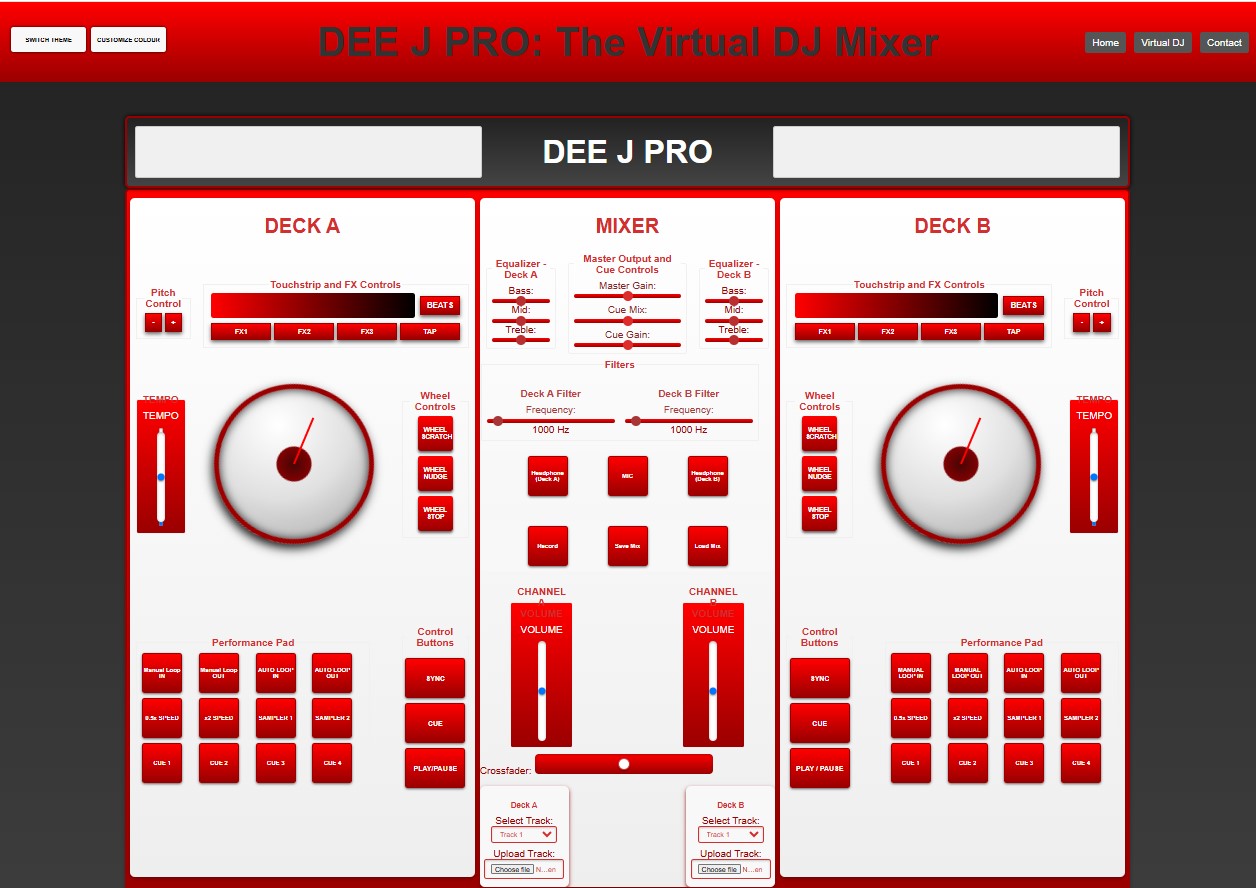 SWITCH THEME
CUSTOMIZE COLOUR
DEE J PRO: The Virtual DJ Mixer
Home
Virtual DJ
Contact
DEE J PRO
DECK A
Touchstrip and FX Controls
Pitch
Control
BEATS
-
+
FX1
FX2
FX3
TAP
TEMPO
TEMPO
Wheel
Controls
WHEEL
SCRATCH
WHEEL
NUDGE
WHEEL
STOP
Performance Pad
Manual Loop
IN
Manual Loop
OUT
AUTO LOOP
IN
AUTO LOOP
OUT
0.5x SPEED
x2 SPEED
SAMPLER 1
SAMPLER 2
CUE 1
CUE 2
CUE 3
CUE 4
Control
Buttons
SYNC
CUE
PLAY/PAUSE
MIXER
Equalizer -
Deck A
Bass:
Mid:
Treble:
Master Output and
Cue Controls
Master Gain:
Cue Mix:
Cue Gain:
Equalizer -
Deck B
Bass:
Mid:
Treble:
Filters
Deck A Filter
Frequency:
1000 Hz
Deck B Filter
Frequency:
1000 Hz
Headphone
(Deck A)
MIC
Headphone
(Deck B)
Record
Save Mix
Load Mix
CHANNEL
A
VOLUME
VOLUME
CHANNEL
B
VOLUME
VOLUME
Crossfader:
Deck A
Select Track:
Track 1
Upload Track:
Choose file N...en
Deck B
Select Track:
Track 1
Upload Track:
Choose file N...en
DECK B
Touchstrip and FX Controls
BEATS
FX1
FX2
FX3
TAP
Pitch
Control
-
+
Wheel
Controls
WHEEL
SCRATCH
WHEEL
NUDGE
WHEEL
STOP
TEMPO
TEMPO
Control
Buttons
SYNC
CUE
PLAY / PAUSE
Performance Pad
MANUAL
LOOP IN
MANUAL
LOOP OUT
AUTO LOOP
IN
AUTO LOOP
OUT
0.5x SPEED
x2 SPEED
SAMPLER 1
SAMPLER 2
CUE 1
CUE 2
CUE 3
CUE 4